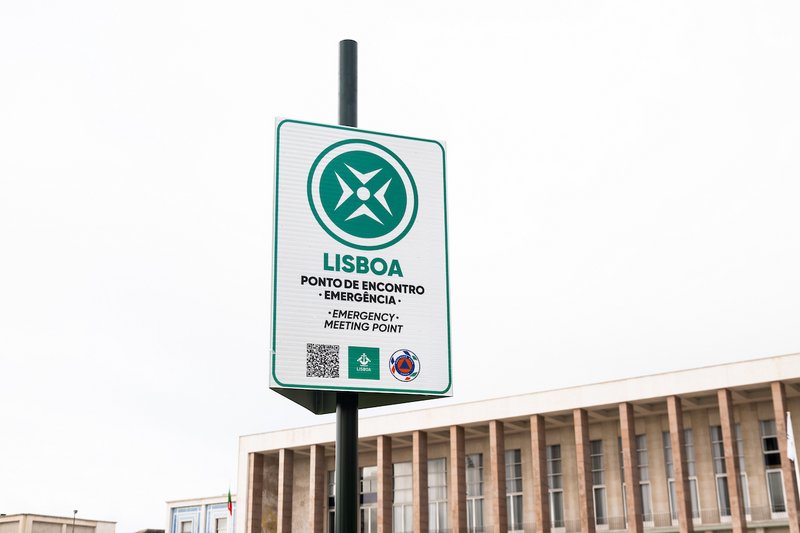 LISBOA
PONTO DE ENCONTRO
· EMERGÊNCIA ·
· EMERGENCY ·
MEETING POINT
LISBOA